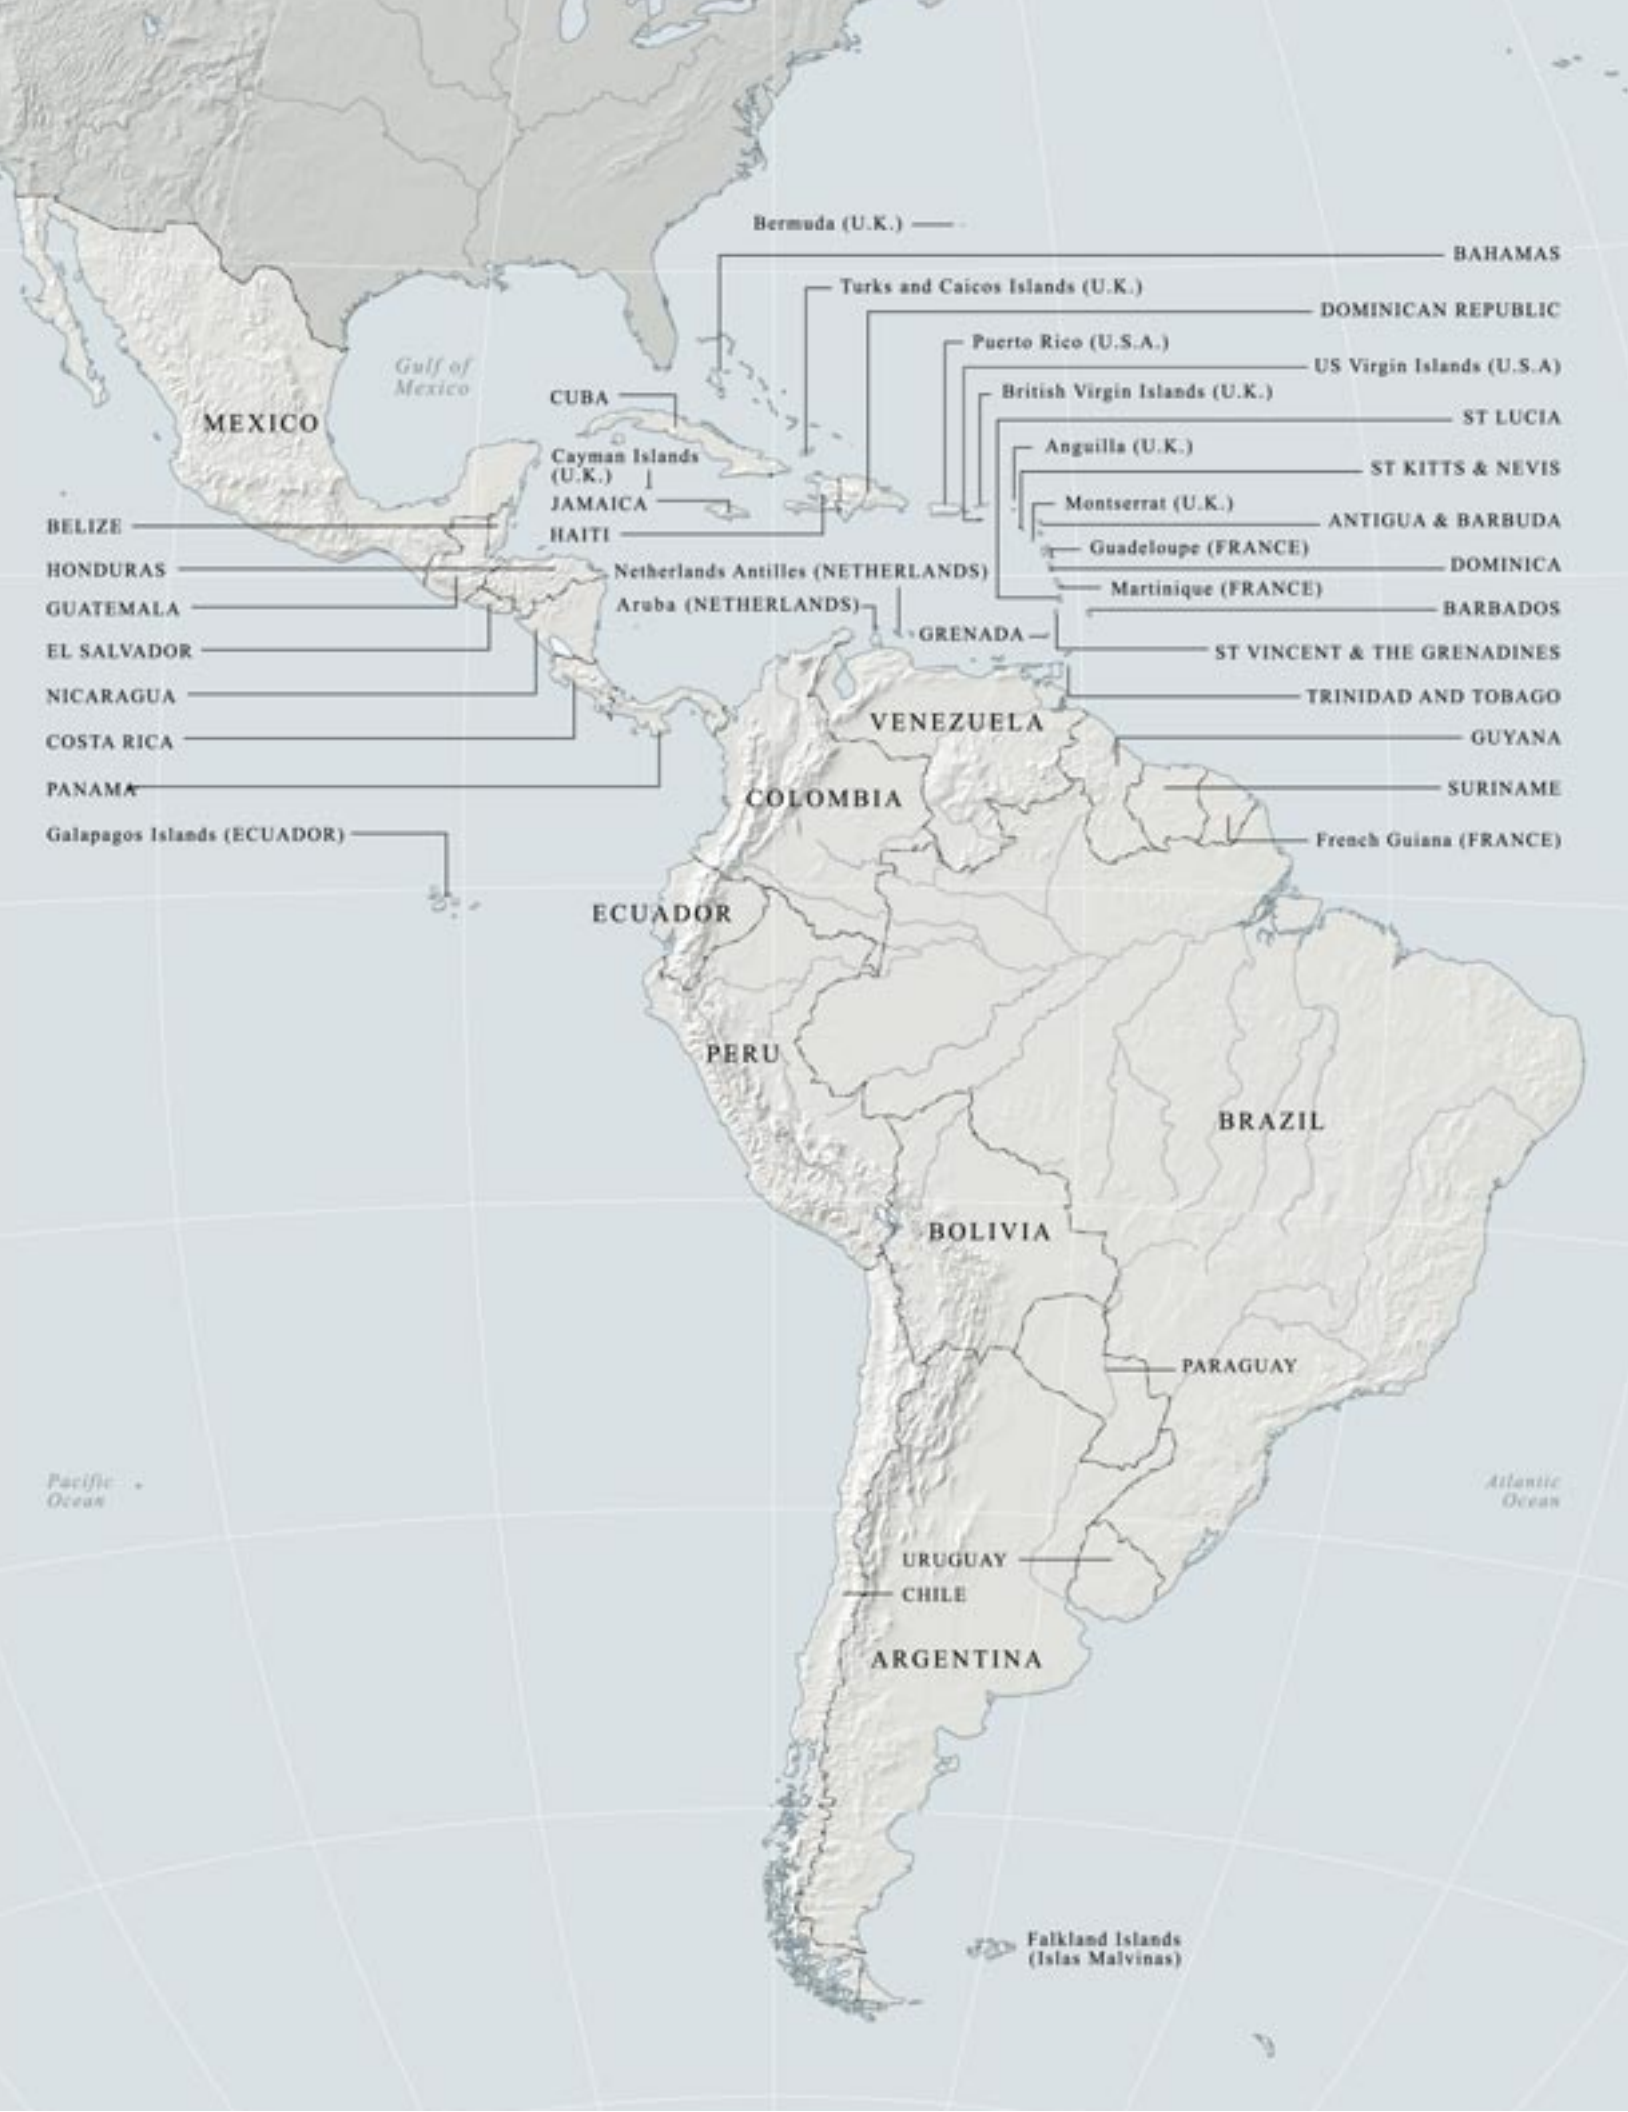 Bermuda (U.K.)
BAHAMAS
Turks and Caicos Islands (U.K.)
DOMINICAN REPUBLIC
Puerto Rico (U.S.A.)
US Virgin Islands (U.S.A)
British Virgin Islands (U.K.)
ST LUCIA
Anguilla (U.K.)
ST KITTS & NEVIS
Montserrat (U.K.)
ANTIGUA & BARBUDA
Guadeloupe (FRANCE)
DOMINICA
Martinique (FRANCE)
BARBADOS
GRENADA
ST VINCENT & THE GRENADINES
TRINIDAD AND TOBAGO
GUYANA
SURINAME
French Guiana (FRANCE)
Gulf of
Mexico
MEXICO
CUBA
Cayman Islands
(U.K.)
JAMAICA
HAITI
Netherlands Antilles (NETHERLANDS)
Aruba (NETHERLANDS)
BELIZE
HONDURAS
GUATEMALA
EL SALVADOR
NICARAGUA
COSTA RICA
PANAMA
Galapagos Islands (ECUADOR)
VENEZUELA
COLOMBIA
ECUADOR
PERU
BRAZIL
BOLIVIA
PARAGUAY
Pacific
Ocean
Atlantic
Ocean
URUGUAY
CHILE
ARGENTINA
Falkland Islands
(Islas Malvinas)